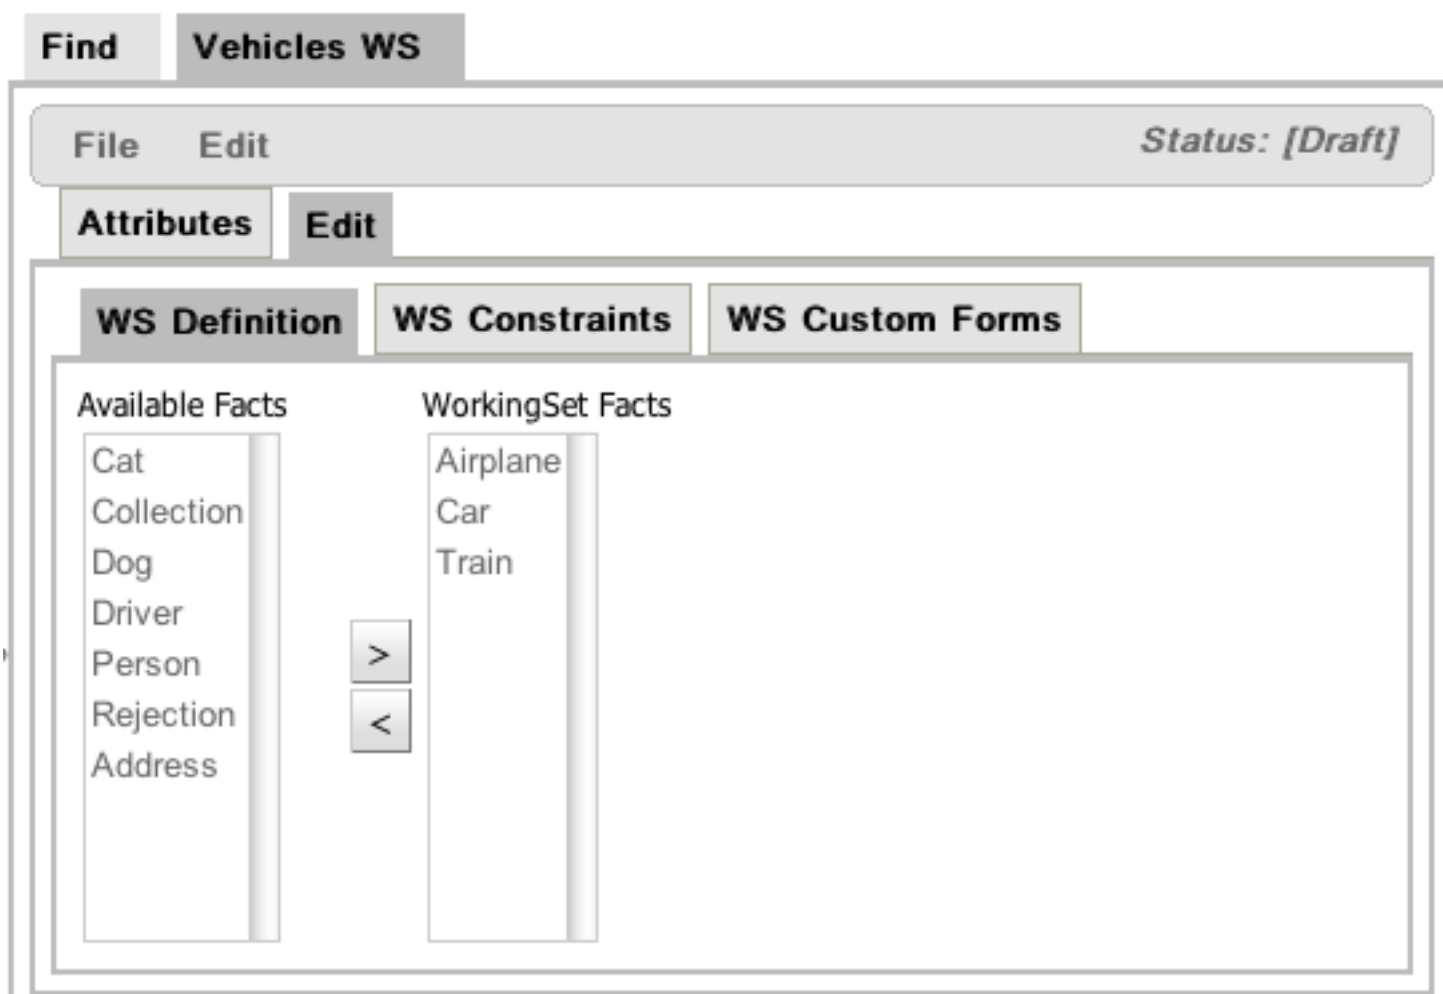 Find Vehicles WS
File Edit Status: [Draft]
Attributes Edit
WS Definition WS Constraints WS Custom Forms
Available Facts WorkingSet Facts
Cat Airplane
Collection Car
Dog Train
Driver
Person
>
Rejection
<
Address